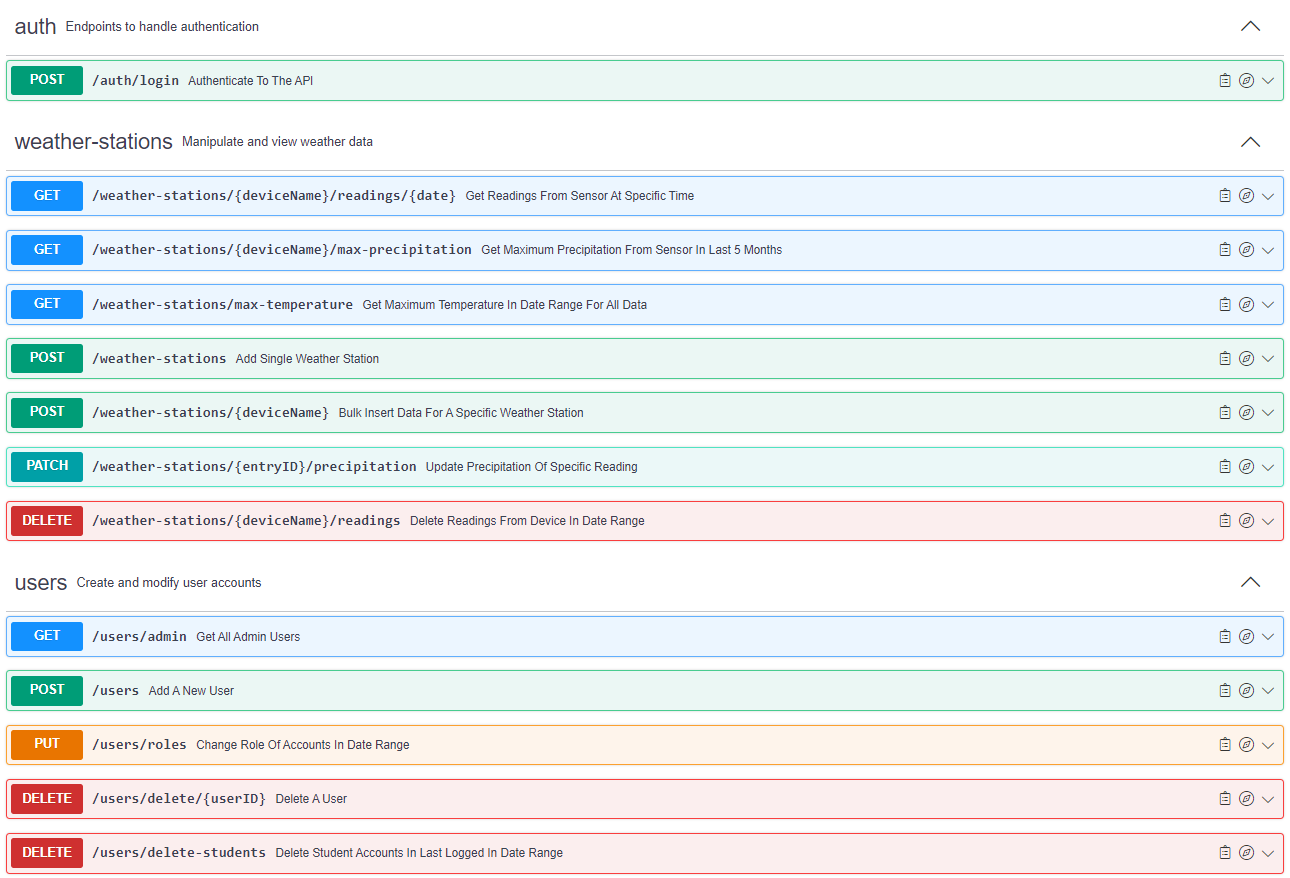 auth Endpoints to handle authentication
POST /auth/login Authenticate To The API
weather-stations Manipulate and view weather data
GET /weather-stations/{deviceName}/readings/{date} Get Readings From Sensor At Specific Time
GET /weather-stations/{deviceName}/max-precipitation Get Maximum Precipitation From Sensor In Last 5 Months
GET /weather-stations/max-temperature Get Maximum Temperature In Date Range For All Data
POST /weather-stations Add Single Weather Station
POST /weather-stations/{deviceName} Bulk Insert Data For A Specific Weather Station
PATCH /weather-stations/{entryID}/precipitation Update Precipitation Of Specific Reading
DELETE /weather-stations/{deviceName}/readings Delete Readings From Device In Date Range
users Create and modify user accounts
GET /users/admin Get All Admin Users
POST /users Add A New User
PUT /users/roles Change Role Of Accounts In Date Range
DELETE /users/delete/{userID} Delete A User
DELETE /users/delete-students Delete Student Accounts In Last Logged In Date Range